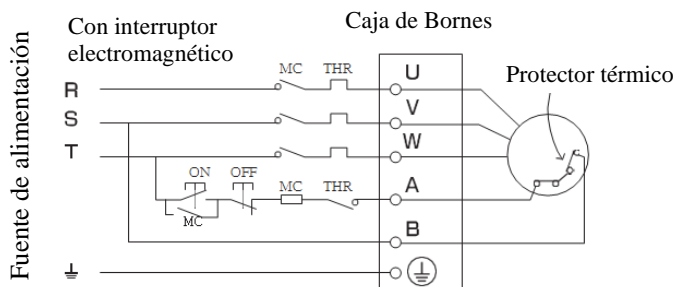 Con interruptor
electromagnético
Caja de Bornes
Fuente de alimentación
MC THR
U
Protector térmico
R
V
S
W
T
ON OFF
MC THR
A
MC
B